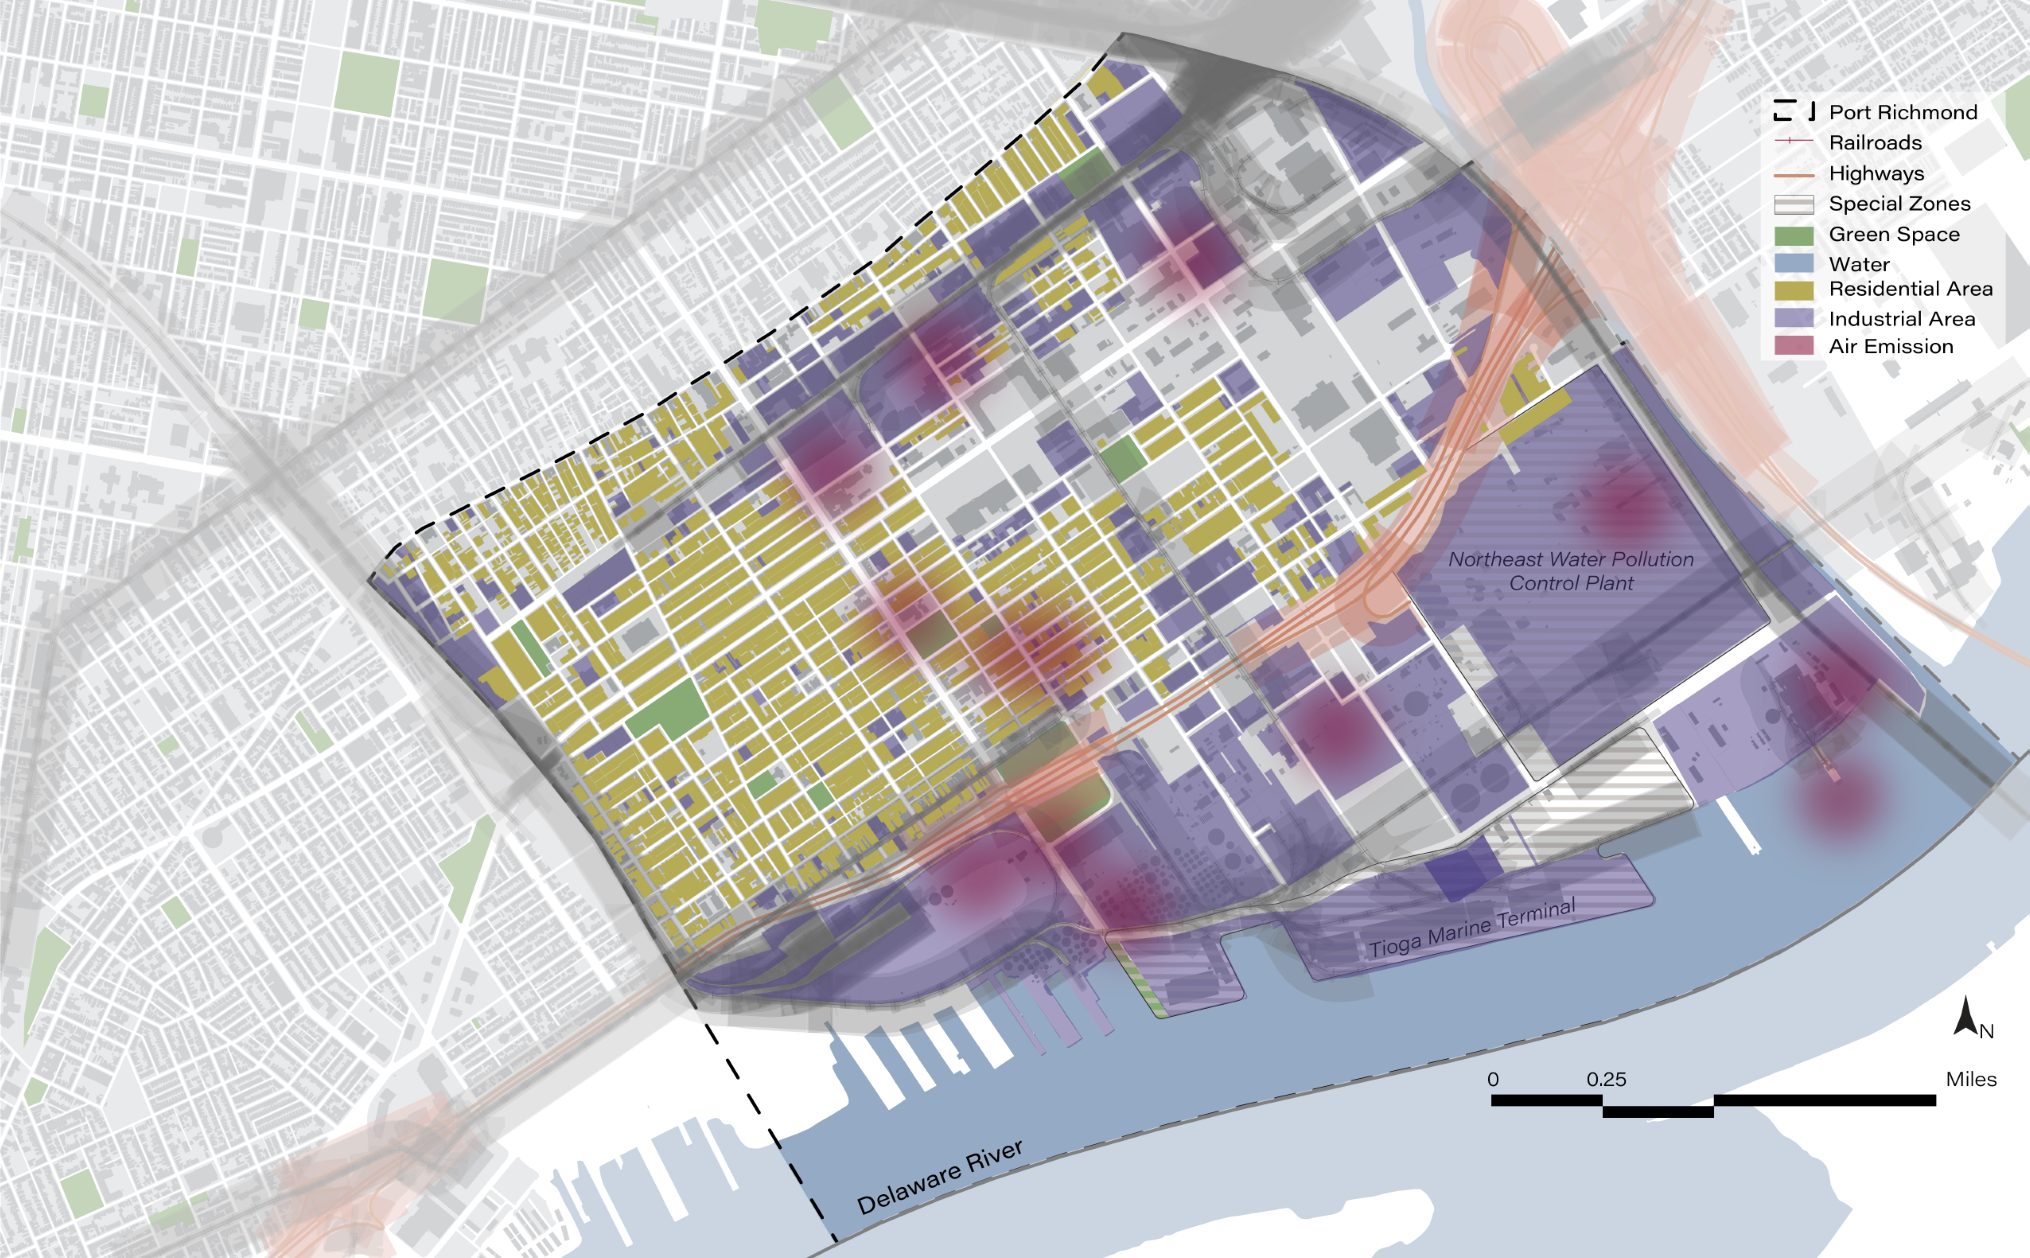 Port Richmond
Railroads
Highways
Special Zones
Green Space
Water
Residential Area
Industrial Area
Air Emission
Northeast Water Pollution
Control Plant
Tioga Marine Terminal
N
0 0.25 Miles
Delaware River